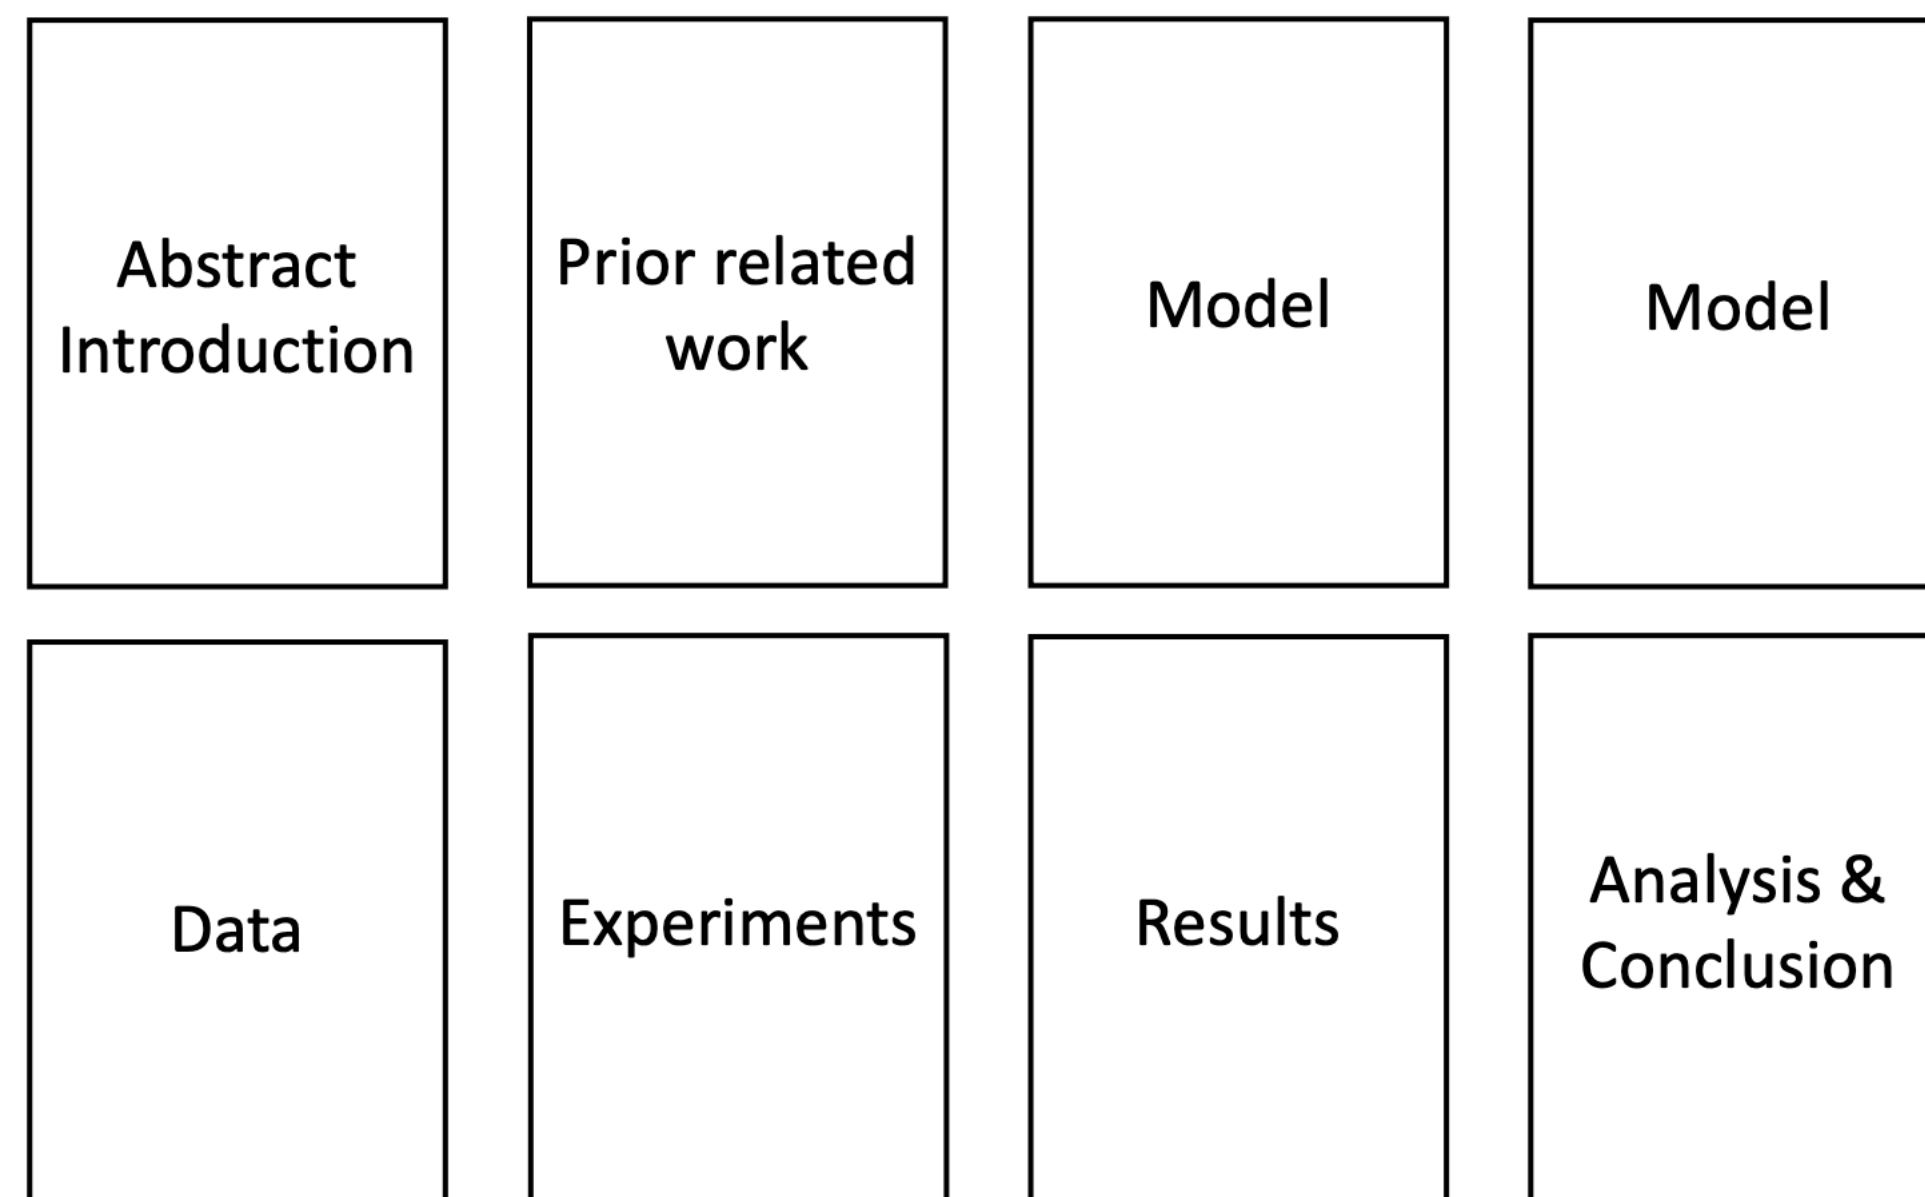 Abstract
Introduction
Prior related
work
Model
Model
Data
Experiments
Results
Analysis &
Conclusion